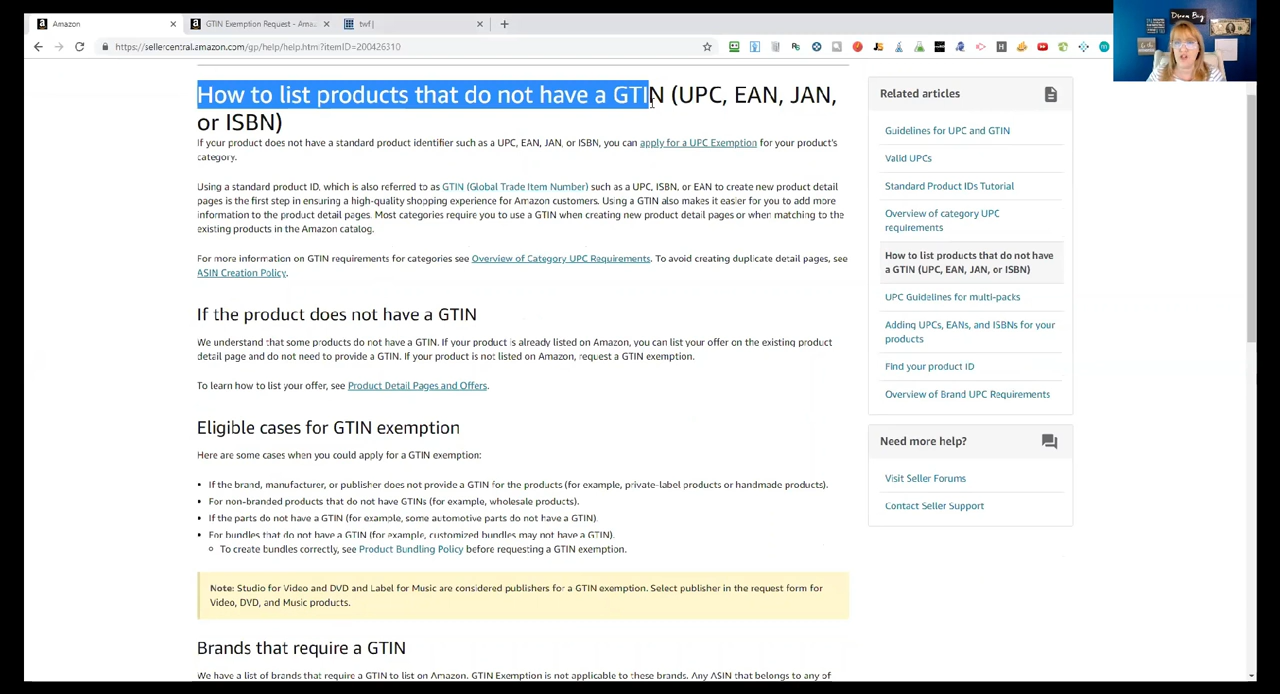 Amazon
GTIN Exemption Request - Ama
twf |
https://sellercentral.amazon.com/gp/help/help.html?itemID=200426310
Dream Big
How to list products that do not have a GTIN (UPC, EAN, JAN,
or ISBN)
If your product does not have a standard product identifier such as a UPC, EAN, JAN, or ISBN, you can apply for a UPC Exemption for your product's
category.
Using a standard product ID, which is also referred to as GTIN (Global Trade Item Number) such as a UPC, ISBN, or EAN to create new product detail
pages is the first step in ensuring a high-quality shopping experience for Amazon customers. Using a GTIN also makes it easier for you to add more
information to the product detail pages. Most categories require you to use a GTIN when creating new product detail pages or when matching to the
existing products in the Amazon catalog.
For more information on GTIN requirements for categories see Overview of Category UPC Requirements. To avoid creating duplicate detail pages, see
ASIN Creation Policy.
If the product does not have a GTIN
We understand that some products do not have a GTIN. If your product is already listed on Amazon, you can list your offer on the existing product
detail page and do not need to provide a GTIN. If your product is not listed on Amazon, request a GTIN exemption.
To learn how to list your offer, see Product Detail Pages and Offers.
Eligible cases for GTIN exemption
Here are some cases when you could apply for a GTIN exemption:
• If the brand, manufacturer, or publisher does not provide a GTIN for the products (for example, private-label products or handmade products).
• For non-branded products that do not have GTINs (for example, wholesale products).
• If the parts do not have a GTIN (for example, some automotive parts do not have a GTIN).
• For bundles that do not have a GTIN (for example, customized bundles may not have a GTIN).
To create bundles correctly, see Product Bundling Policy before requesting a GTIN exemption.
Note: Studio for Video and DVD and Label for Music are considered publishers for a GTIN exemption. Select publisher in the request form for
Video, DVD, and Music products.
Brands that require a GTIN
We have a list of brands that require a GTIN to list on Amazon. GTIN Exemption is not applicable to these brands. Any ASIN that belongs to any of
Related articles
Guidelines for UPC and GTIN
Valid UPCs
Standard Product IDs Tutorial
Overview of category UPC
requirements
How to list products that do not have
a GTIN (UPC, EAN, JAN, or ISBN)
UPC Guidelines for multi-packs
Adding UPCs, EANs, and ISBNs for your
products
Find your product ID
Overview of Brand UPC Requirements
Need more help?
Visit Seller Forums
Contact Seller Support